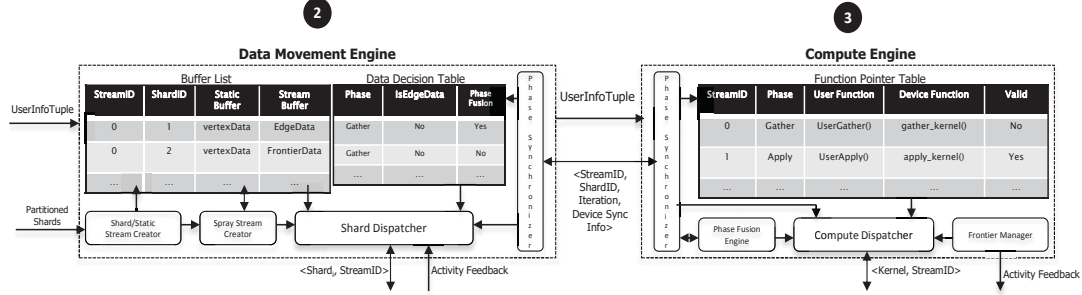 2
3
Data Movement Engine
Compute Engine
Buffer List
Data Decision Table
StreamID ShardID Static Buffer Stream Buffer
0 1 vertexData EdgeData
0 2 vertexData FrontierData
... ... ... ...
Phase IsEdgeData Phase Fusion
Gather No Yes
Gather No No
... ... ...
UserInfoTuple
Partitioned
Shards
Shard/Static
Stream Creator
Spray Stream
Creator
Shard Dispatcher
Phase Synchronizer
<Shardi, StreamID>
Activity Feedback
UserInfoTuple
<StreamID,
ShardID,
Iteration,
Device Sync
Info>
Phase Synchronizer
Function Pointer Table
StreamID Phase User Function Device Function Valid
0 Gather UserGather() gather_kernel() No
1 Apply UserApply() apply_kernel() Yes
... ... ... ... ...
Phase Fusion
Engine
Compute Dispatcher
Frontier Manager
<Kernel, StreamID>
Activity Feedback